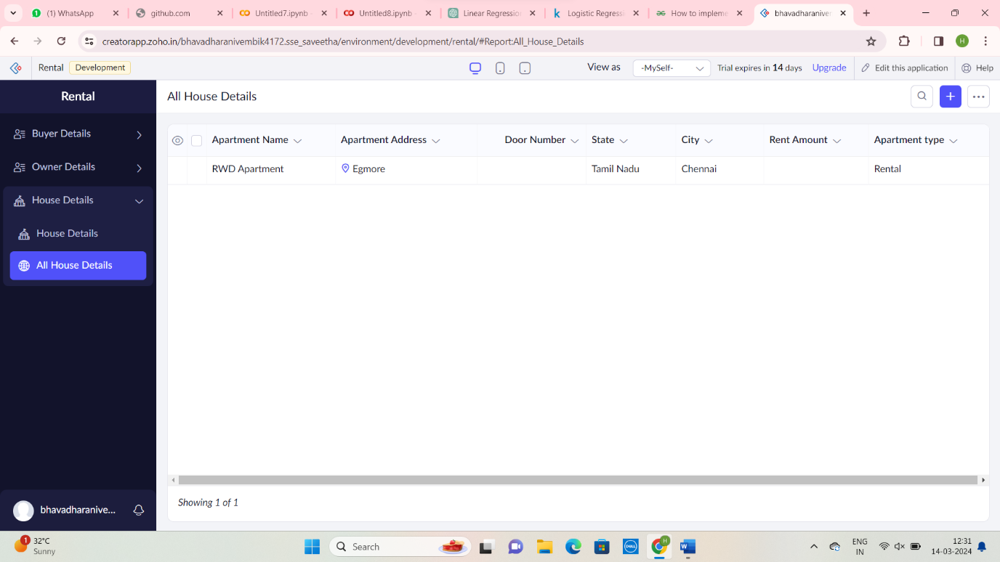 (1) WhatsApp
github.com
Untitled7.ipynb
Untitled8.ipynb
Linear Regression
Logistic Regressi
How to impleme
bhavadharaniver
creatorapp.zoho.in/bhavadharanivembik4172.sse_saveetha/environment/development/rental/#Report:All_House_Details
H
Rental
Development
View as
-MySelf-
Trial expires in 14 days
Upgrade
Edit this application
Help
Rental
All House Details
Buyer Details
Owner Details
House Details
House Details
All House Details
Apartment Name
Apartment Address
Door Number
State
City
Rent Amount
Apartment type
RWD Apartment
Egmore
Tamil Nadu
Chennai
Rental
Showing 1 of 1
bhavadharanive...
1
32°C
Sunny
Search
DELL
H
ENG
IN
12:31
14-03-2024